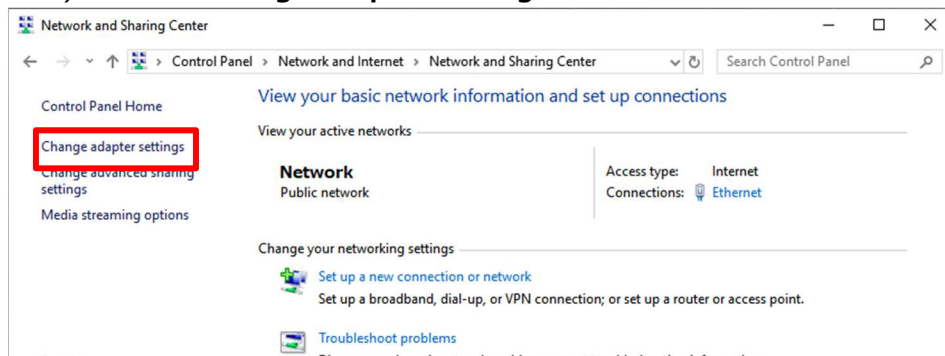 Network and Sharing Center
Control Panel > Network and Internet > Network and Sharing Center
Search Control Panel
Control Panel Home
Change adapter settings
Change advanced sharing
settings
Media streaming options
View your basic network information and set up connections
View your active networks
Network
Public network
Access type: Internet
Connections: Ethernet
Change your networking settings
Set up a new connection or network
Set up a broadband, dial-up, or VPN connection; or set up a router or access point.
Troubleshoot problems